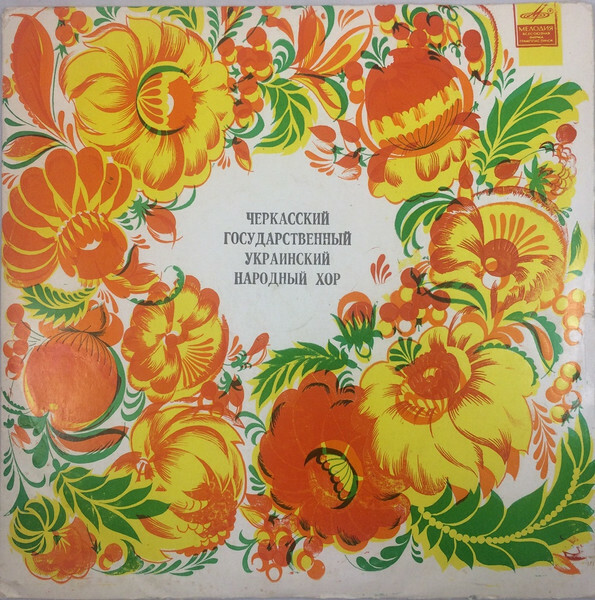 МЕЛОДИЯ
ЧЕРКАССКИЙ
ГОСУДАРСТВЕННЫЙ
УКРАИНСКИЙ
НАРОДНЫЙ ХОР